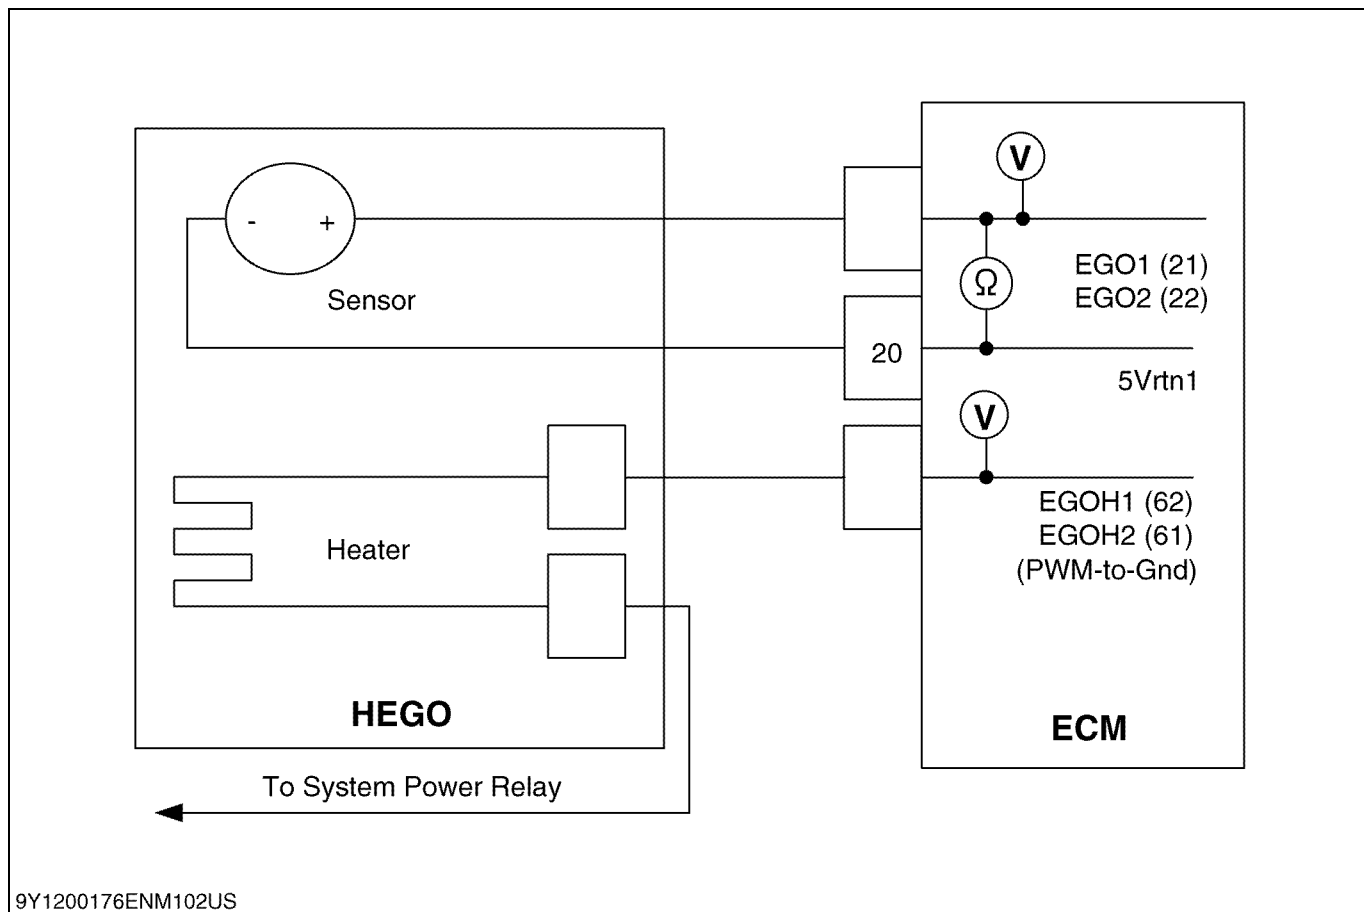 V
- +
EGO1 (21)
Ω
EGO2 (22)
Sensor
20
5Vrtn1
V
EGOH1 (62)
EGOH2 (61)
Heater
(PWM-to-Gnd)
HEGO
ECM
To System Power Relay
9Y1200176ENM102US